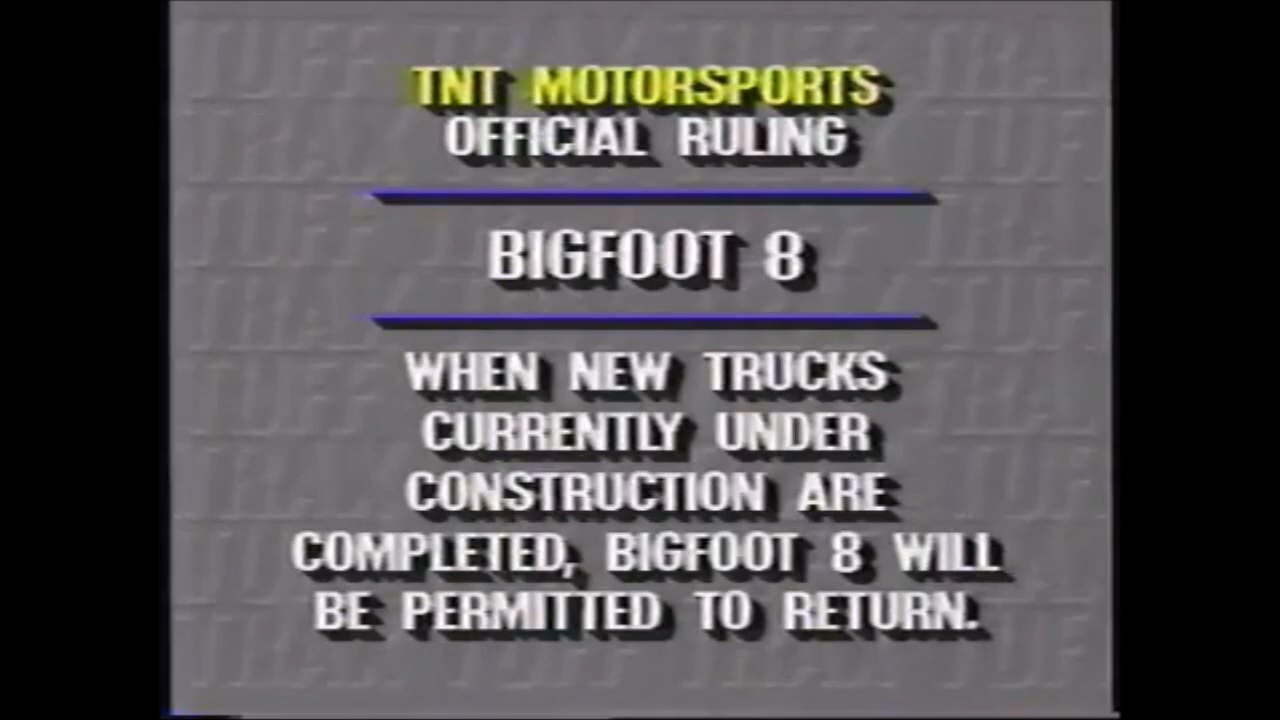 TNT MOTORSPORTS
OFFICIAL RULING
BIGFOOT 8
WHEN NEW TRUCKS
CURRENTLY UNDER
CONSTRUCTION ARE
COMPLETED, BIGFOOT 8 WILL
BE PERMITTED TO RETURN.